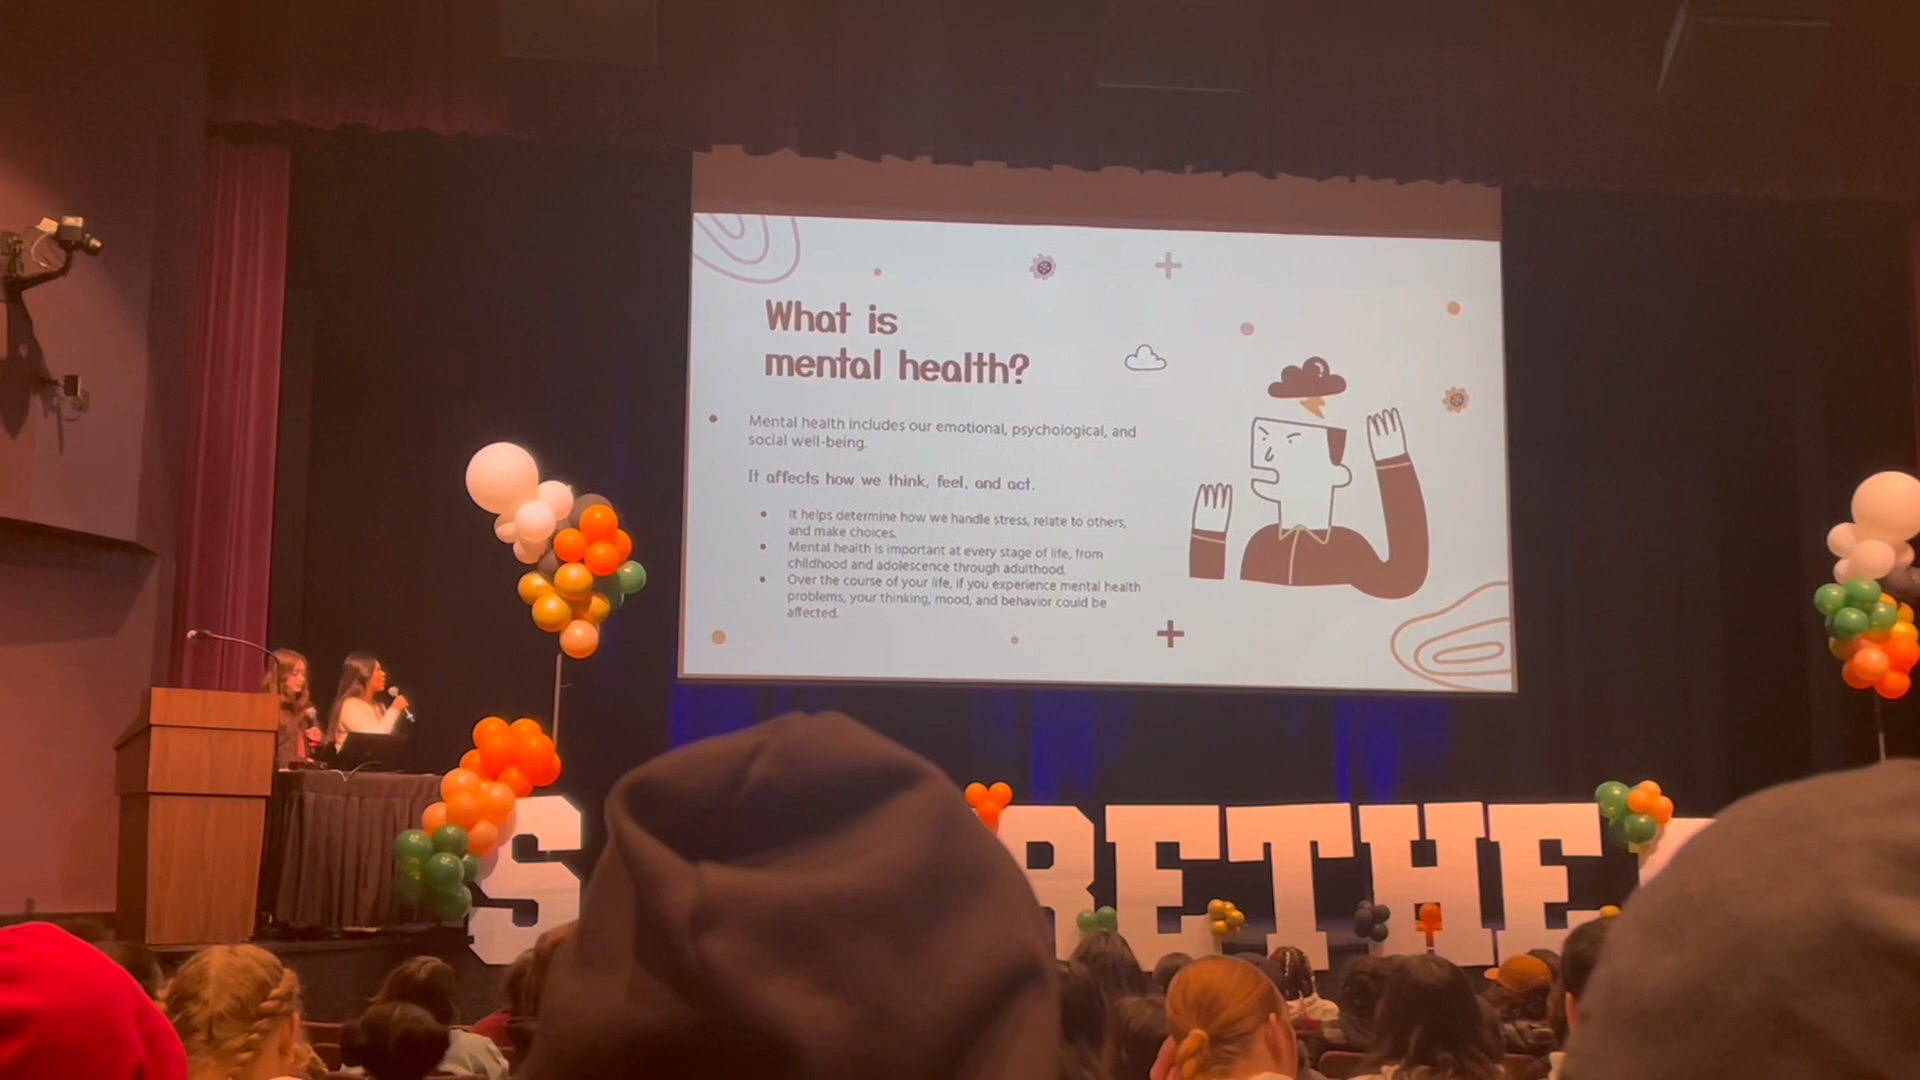 What is
mental health?
Mental health includes our emotional, psychological, and
social well-being.
It affects how we think, feel, and act.
It helps determine how we handle stress, relate to others,
and make choices.
Mental health is important at every stage of life, from
childhood and adolescence through adulthood.
Over the course of your life, if you experience mental health
problems, your thinking, mood, and behavior could be
affected.
S RETHE